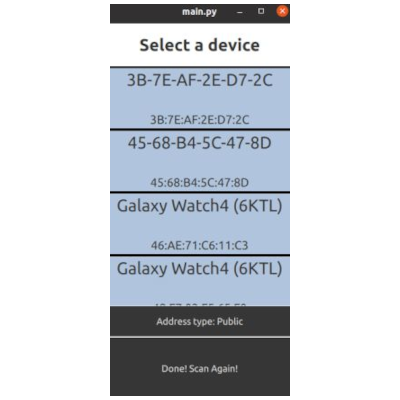 main.py
Select a device
3B-7E-AF-2E-D7-2C
3B:7E:AF:2E:D7:2C
45-68-B4-5C-47-8D
45:68:B4:5C:47:8D
Galaxy Watch4 (6KTL)
46:AE:71:C6:11:C3
Galaxy Watch4 (6KTL)
Address type: Public
Done! Scan Again!